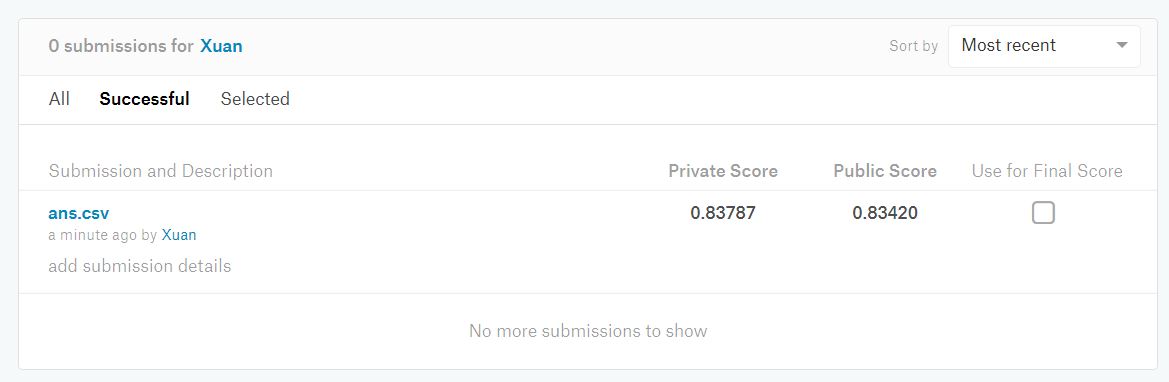 0 submissions for Xuan Sort by Most recent
All Successful Selected
Submission and Description Private Score Public Score Use for Final Score
ans.csv 0.83787 0.83420
a minute ago by Xuan
add submission details
No more submissions to show